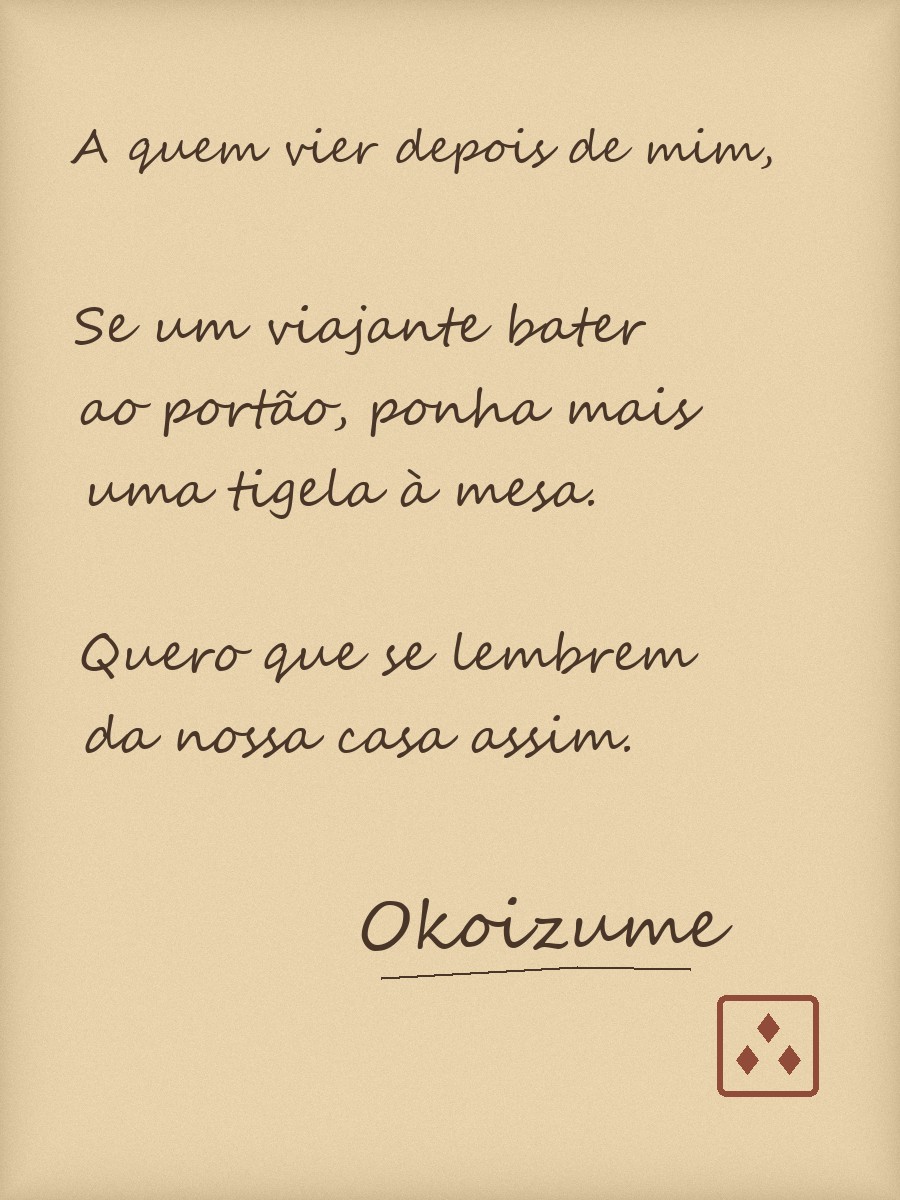 A quem vier depois de mim,
Se um viajante bater
ao portão, ponha mais
uma tigela à mesa.
Quero que se lembrem
da nossa casa assim.
Okoizume